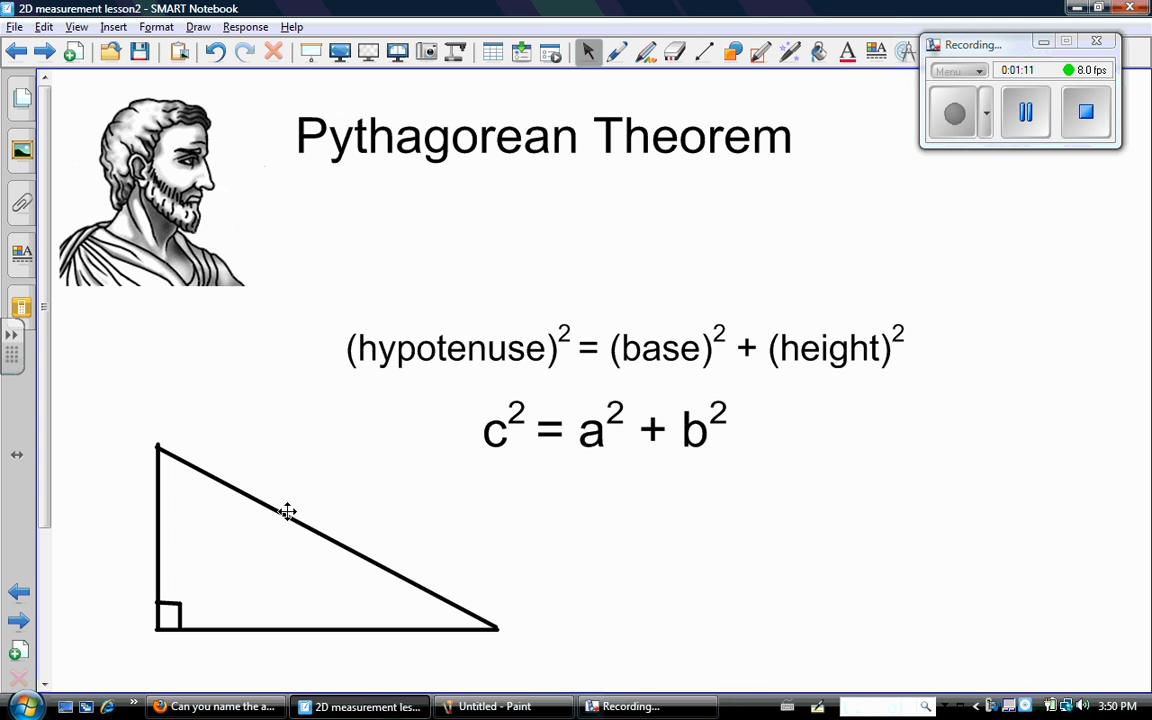 2D measurement lesson2 - SMART Notebook
File Edit View Insert Format Draw Response Help
Recording...
Menu 0:01:11 8.0 fps
Pythagorean Theorem
(hypotenuse)² = (base)² + (height)²
c² = a² + b²
Can you name the a... 2D measurement les... Untitled - Paint Recording... 3:50 PM